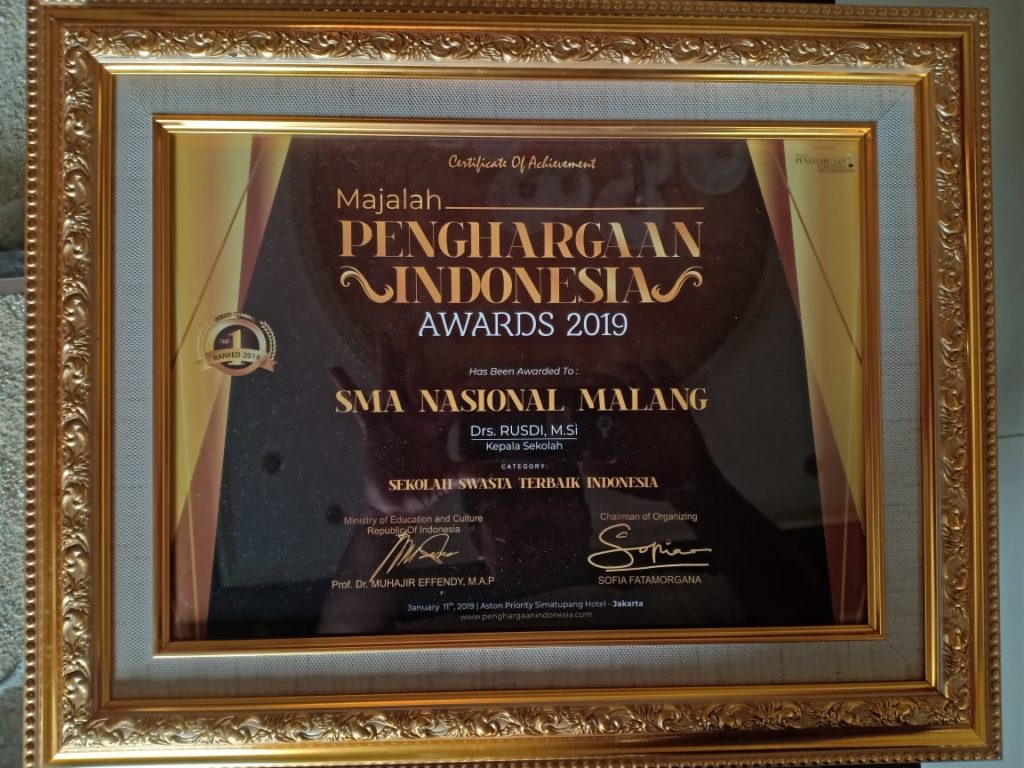 Certificate Of Achievement
Majalah
PENGHARGAAN
INDONESIA
AWARDS 2019
PENGHARGAAN
INDONESIA
No
1
RANKED 2019
Has Been Awarded To :
SMA NASIONAL MALANG
Drs. RUSDI, M.Si
Kepala Sekolah
CATEGORY:
SEKOLAH SWASTA TERBAIK INDONESIA
Ministry of Education and Culture
Republic Of Indonesia
Prof. Dr. MUHAJIR EFFENDY, M.A.P
Chairman of Organizing
Sofia
SOFIA FATAMORGANA
January 11th, 2019 | Aston Priority Simatupang Hotel - Jakarta
www.penghargaanindonesia.com